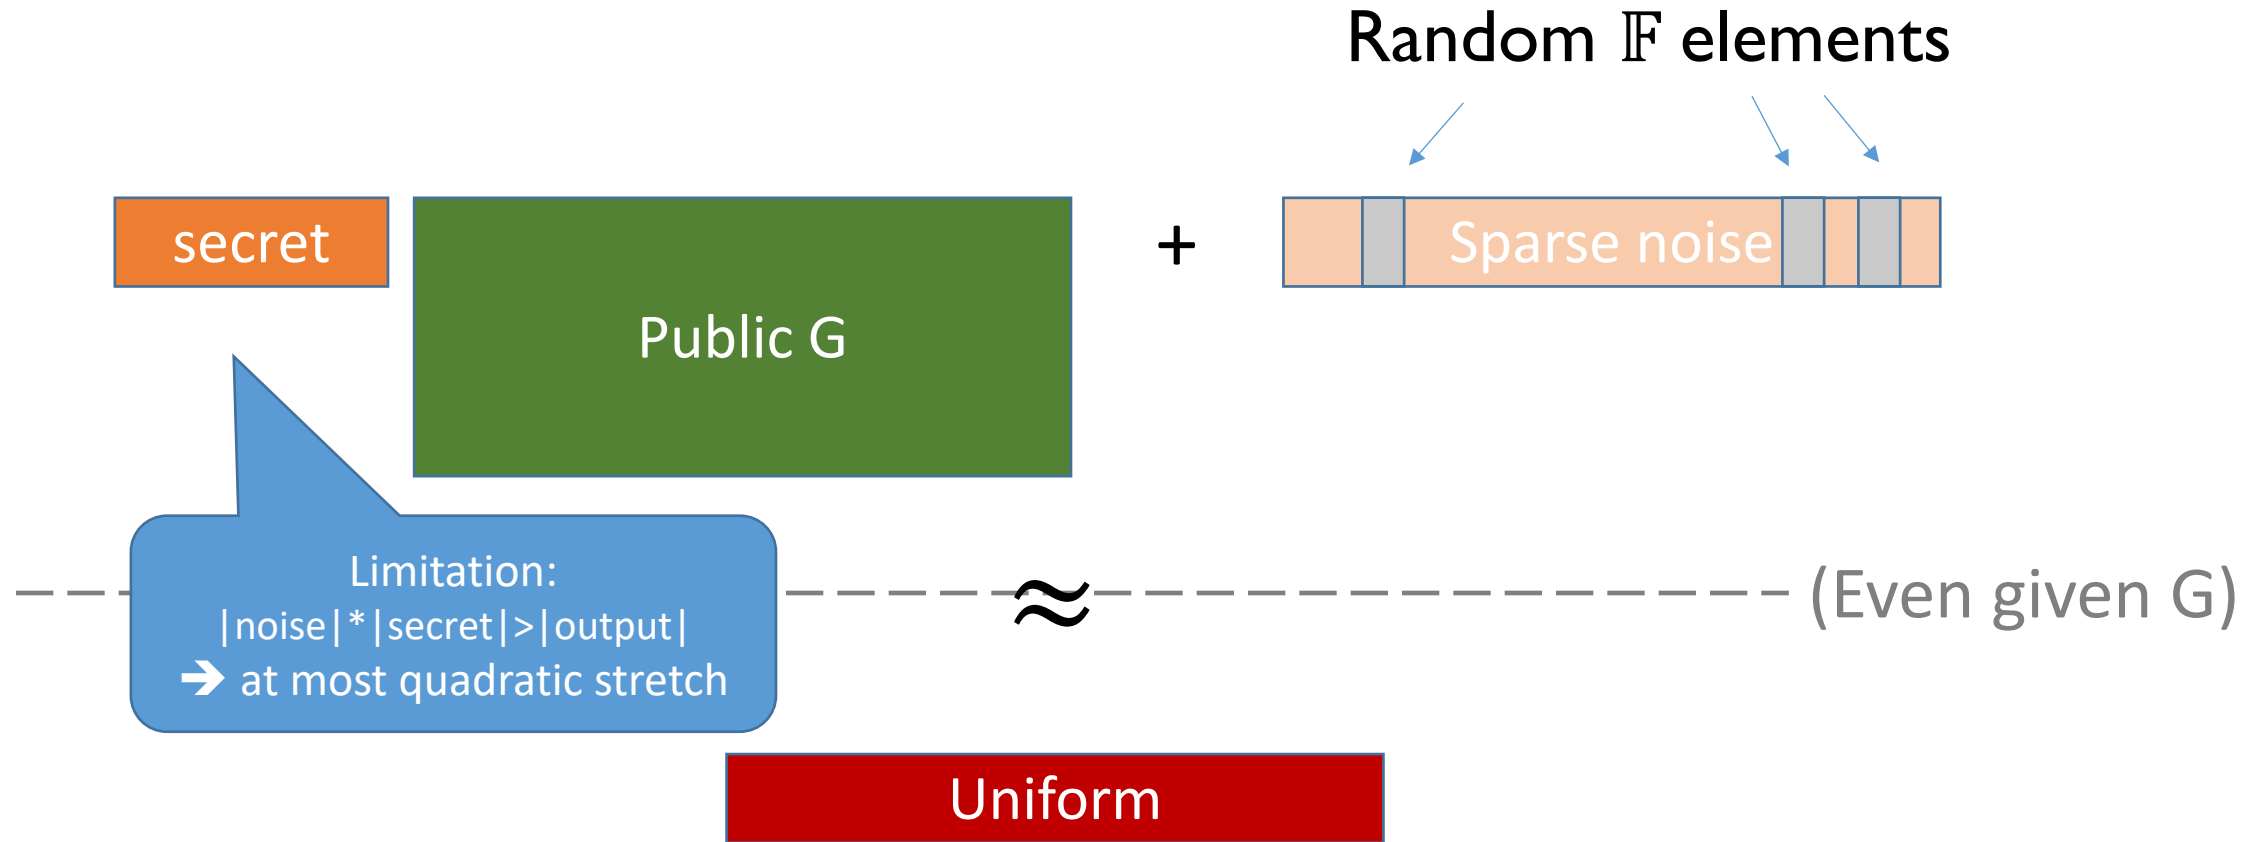 Random 𝔽 elements
secret
Public G
+
Sparse noise
Limitation:
|noise|*|secret|>|output|
➔ at most quadratic stretch
≈
(Even given G)
Uniform